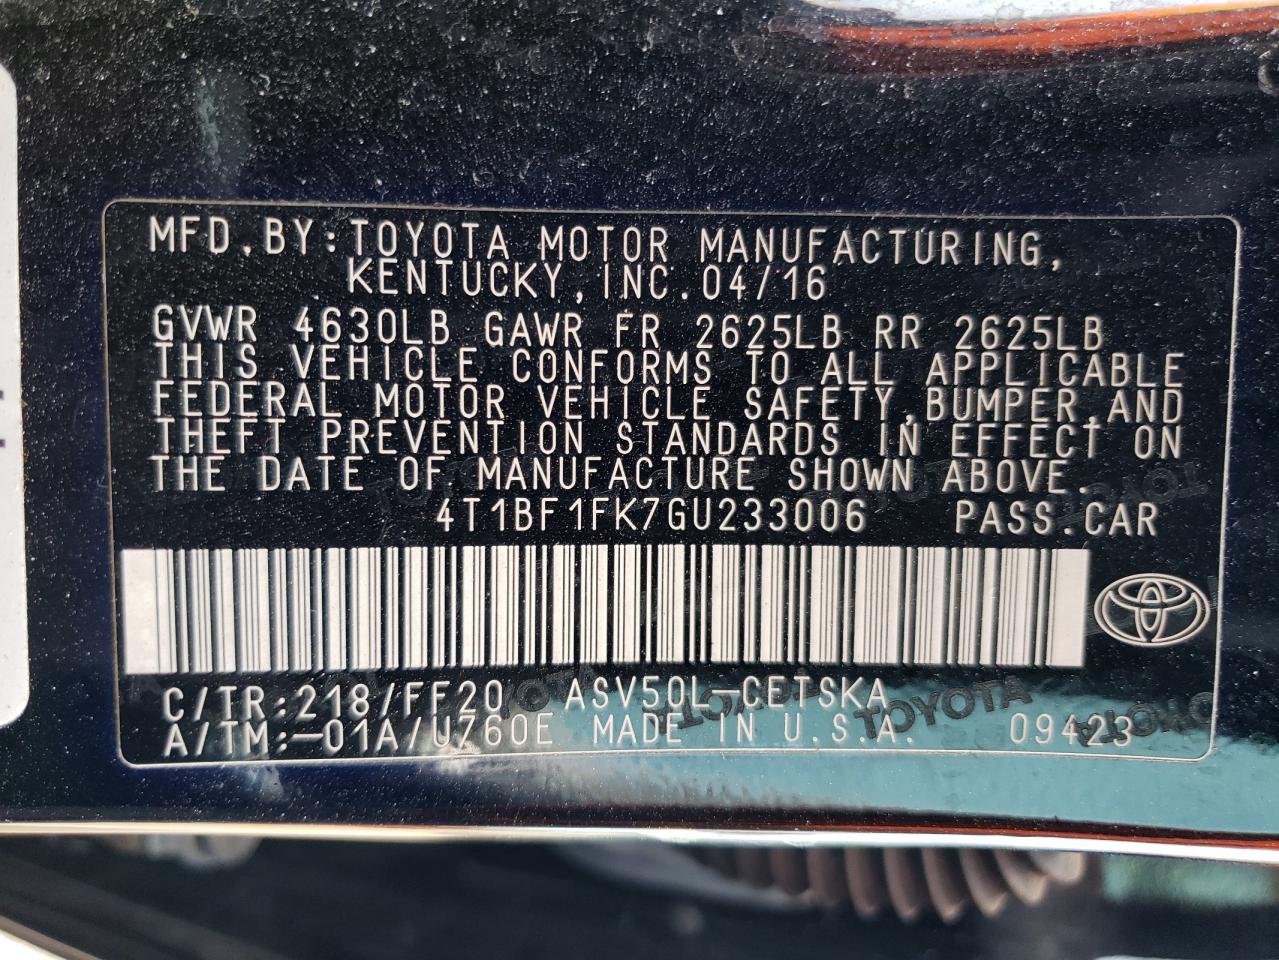 MFD.BY:TOYOTA MOTOR MANUFACTURING,
KENTUCKY, INC.04/16
GVWR 4630LB GAWR FR 2625LB RR 2625LB
THIS VEHICLE CONFORMS TO ALL APPLICABLE
FEDERAL MOTOR VEHICLE SAFETY,BUMPER,AND
THEFT PREVENTION STANDARDS IN EFFECT ON
THE DATE OF MANUFACTURE SHOWN ABOVE.
4T1BF1FK7GU233006 PASS.CAR
C/TR:218/FF20 ASV50L-CETSKA
A/TM:-01A/U760E MADE IN U.S.A. 09423
TOYOTA